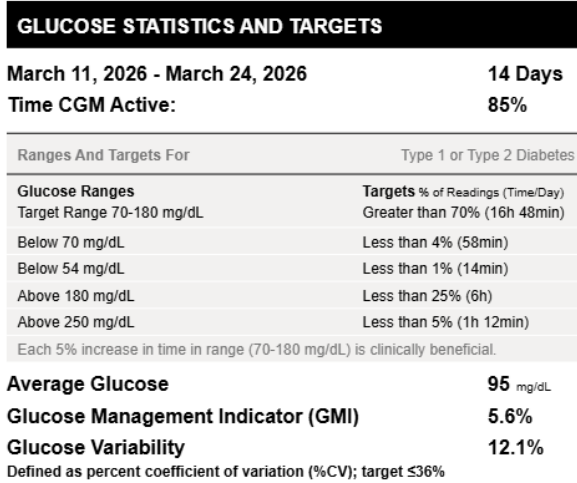 GLUCOSE STATISTICS AND TARGETS
March 11, 2026 - March 24, 2026 14 Days
Time CGM Active: 85%
Ranges And Targets For Type 1 or Type 2 Diabetes
Glucose Ranges Targets % of Readings (Time/Day)
Target Range 70-180 mg/dL Greater than 70% (16h 48min)
Below 70 mg/dL Less than 4% (58min)
Below 54 mg/dL Less than 1% (14min)
Above 180 mg/dL Less than 25% (6h)
Above 250 mg/dL Less than 5% (1h 12min)
Each 5% increase in time in range (70-180 mg/dL) is clinically beneficial.
Average Glucose 95 mg/dL
Glucose Management Indicator (GMI) 5.6%
Glucose Variability 12.1%
Defined as percent coefficient of variation (%CV); target ≤36%